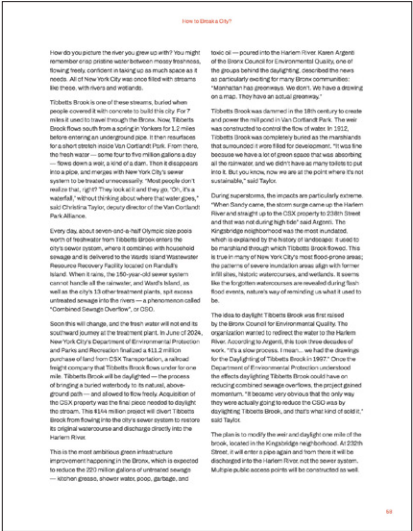 How to Break a City?
How do you picture the river you grew up with? You might
remember crisp pristine water between messy freshness,
flowing freely, confident in taking up as much space as it
needs. All of New York City was once filled with streams
like these, with rivers and wetlands.
Tibbetts Brook is one of these streams, buried when
people covered it with concrete to build this city. For 7
miles it used to travel through the Bronx. Now, Tibbetts
Brook flows south from a spring in Yonkers for 1.2 miles
before entering an underground pipe. It then resurfaces
for a short stretch inside Van Cortlandt Park. From there,
the fresh water — some four to five million gallons a day
— flows down a weir, a kind of a dam. Then it disappears
into a pipe, and merges with New York City's sewer
system to be treated unnecessarily. "Most people don't
realize that, right? They look at it and they go, 'Oh, it's a
waterfall,' without thinking about where that water goes,"
said Christina Taylor, deputy director of the Van Cortlandt
Park Alliance.
Every day, about seven-and-a-half Olympic size pools
worth of freshwater from Tibbetts Brook enters the
city's sewer system, where it combines with household
sewage and is delivered to the Wards Island Wastewater
Resource Recovery Facility located on Randall's
Island. When it rains, the 150-year-old sewer system
cannot handle all the rainwater, and Ward's Island, as
well as the city's 13 other treatment plants, spit excess
untreated sewage into the rivers — a phenomenon called
"Combined Sewage Overflow", or CSO.
Soon this will change, and the fresh water will not end its
southward journey at the treatment plant. In June of 2024,
New York City's Department of Environmental Protection
and Parks and Recreation finalized a $11.2 million
purchase of land from CSX Transportation, a railroad
freight company that Tibbetts Brook flows under for one
mile. Tibbetts Brook will be daylighted — the process
of bringing a buried waterbody to its natural, above-
ground path — and allowed to flow freely. Acquisition of
the CSX property was the final piece needed to daylight
the stream. This $144 million project will divert Tibbetts
Brook from flowing into the city's sewer system to restore
its original watercourse and discharge directly into the
Harlem River.
This is the most ambitious green infrastructure
improvement happening in the Bronx, which is expected
to reduce the 220 million gallons of untreated sewage
— kitchen grease, shower water, poop, garbage, and
toxic oil — poured into the Harlem River. Karen Argenti
of the Bronx Council for Environmental Quality, one of
the groups behind the daylighting, described the news
as particularly exciting for many Bronx communities:
"Manhattan has greenways. We don't. We have a drawing
on a map. They have an actual greenway."
Tibbetts Brook was dammed in the 18th century to create
and power the mill pond in Van Cortlandt Park. The weir
was constructed to control the flow of water. In 1912,
Tibbetts Brook was completely buried as the marshlands
that surrounded it were filled for development. "It was fine
because we have a lot of green space that was absorbing
all the rainwater, and we didn't have as many toilets to put
into it. But you know, now we are at the point where it's not
sustainable," said Taylor.
During superstorms, the impacts are particularly extreme.
"When Sandy came, the storm surge came up the Harlem
River and straight up to the CSX property to 238th Street
and that was not during high tide" said Argenti. The
Kingsbridge neighborhood was the most inundated,
which is explained by the history of landscape: it used to
be marshland through which Tibbetts Brook flowed. This
is true in many of New York City's most flood-prone areas;
the patterns of severe inundation areas align with former
infill sites, historic watercourses, and wetlands. It seems
like the forgotten watercourses are revealed during flash
flood events, nature's way of reminding us what it used to
be.
The idea to daylight Tibbetts Brook was first raised
by the Bronx Council for Environmental Quality. The
organization wanted to redirect the water to the Harlem
River. According to Argenti, this took three decades of
work. "It's a slow process. I mean... we had the drawings
for the Daylighting of Tibbetts Brook in 1997." Once the
Department of Environmental Protection understood
the effects daylighting Tibbetts Brook could have on
reducing combined sewage overflows, the project gained
momentum. "It became very obvious that the only way
they were actually going to reduce the CSO was by
daylighting Tibbetts Brook, and that's kind of sold it,"
said Taylor.
The plan is to modify the weir and daylight one mile of the
brook, located in the Kingsbridge neighborhood. At 232th
Street, it will enter a pipe again and from there it will be
discharged into the Harlem River, not the sewer system.
Multiple public access points will be constructed as well.